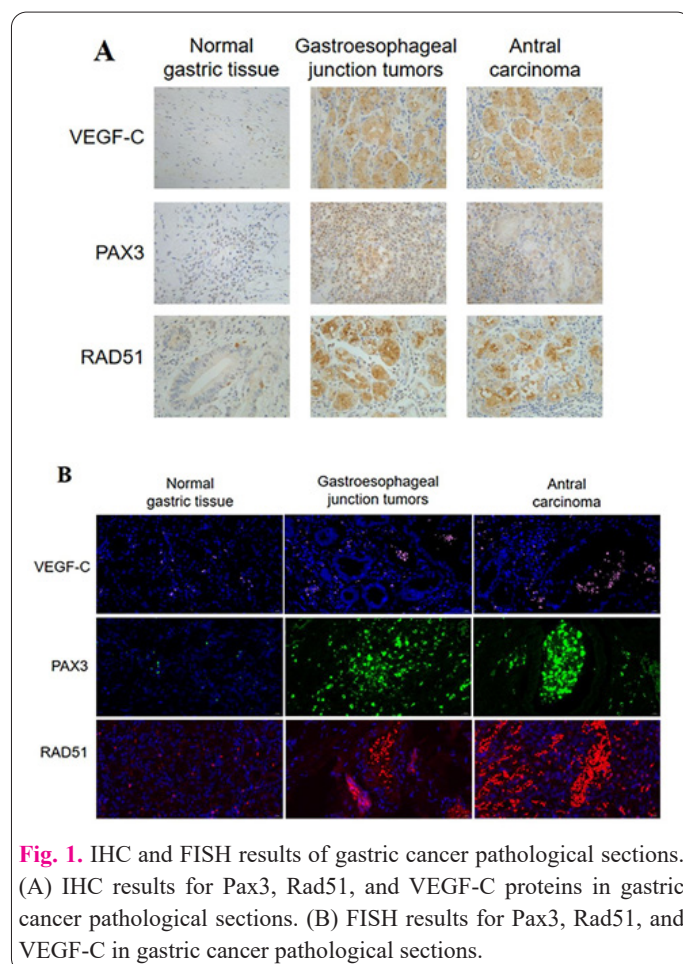 A
Normal gastric tissue
Gastroesophageal junction tumors
Antral carcinoma
VEGF-C
PAX3
RAD51
B
Normal gastric tissue
Gastroesophageal junction tumors
Antral carcinoma
VEGF-C
PAX3
RAD51
Fig. 1. IHC and FISH results of gastric cancer pathological sections.
(A) IHC results for Pax3, Rad51, and VEGF-C proteins in gastric
cancer pathological sections. (B) FISH results for Pax3, Rad51, and
VEGF-C in gastric cancer pathological sections.